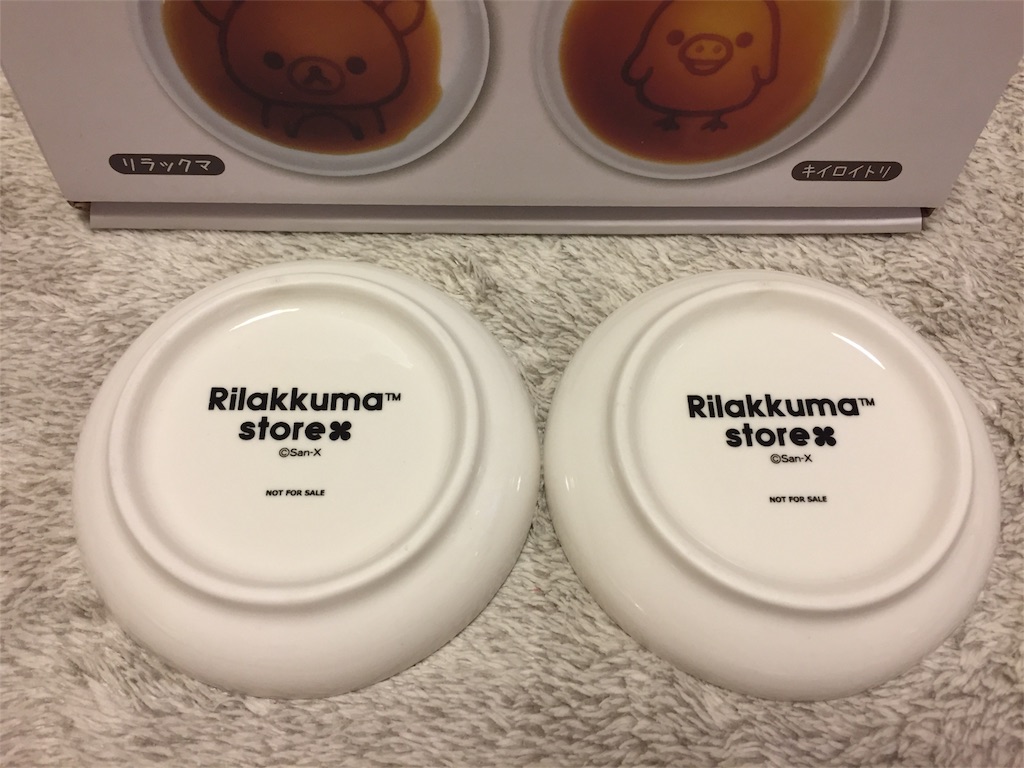 リラックマ
キイロイトリ
Rilakkuma™
store
©San-X
NOT FOR SALE
Rilakkuma™
store
©San-X
NOT FOR SALE